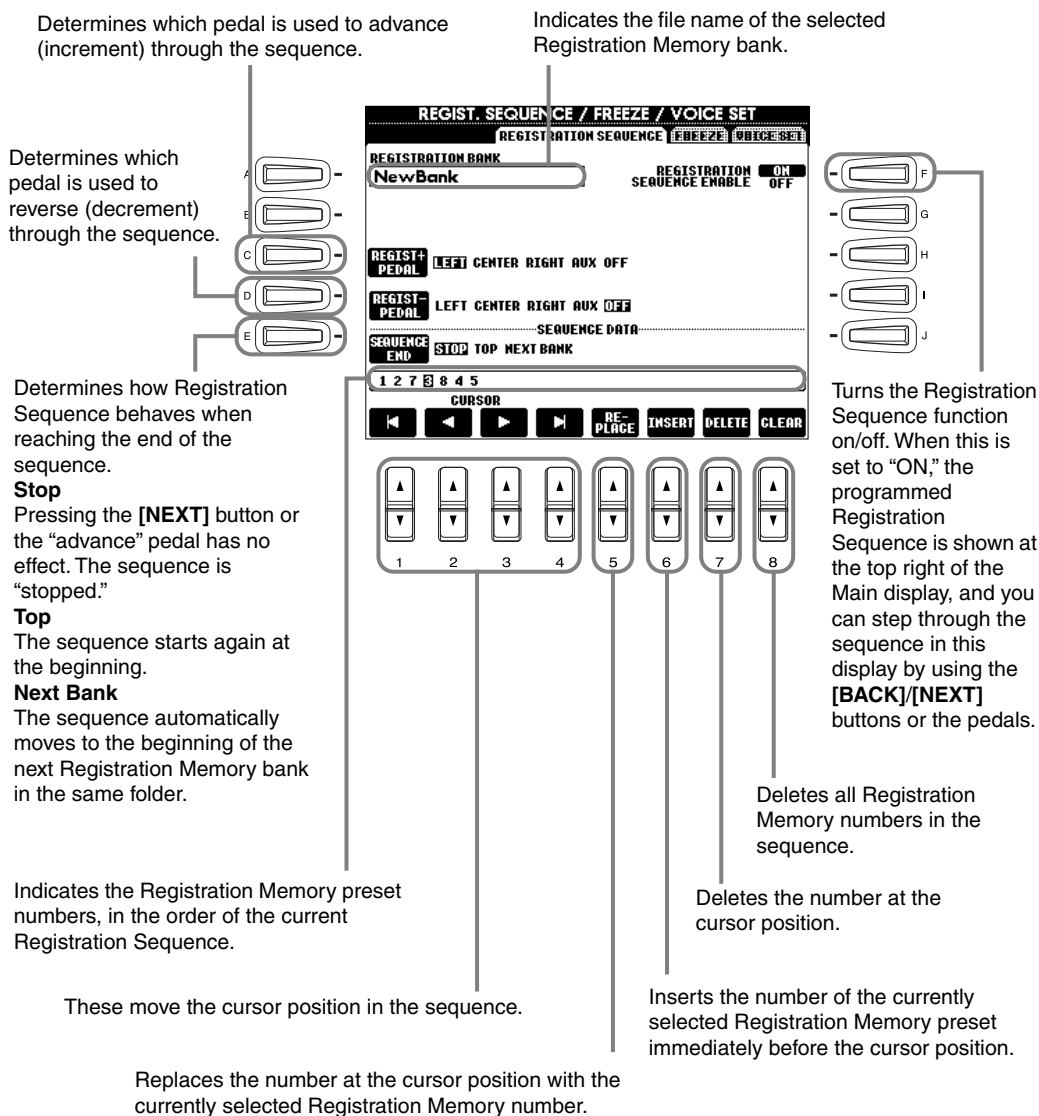 Determines which pedal is used to advance
(increment) through the sequence.
Indicates the file name of the selected
Registration Memory bank.
Determines which
pedal is used to
reverse (decrement)
through the sequence.
REGIST. SEQUENCE / FREEZE / VOICE SET
REGISTRATION SEQUENCE FREEZE VOICE SET
REGISTRATION BANK
NewBank
REGISTRATION ON
SEQUENCE ENABLE OFF
REGIST+
PEDAL
LEFT CENTER RIGHT AUX OFF
REGIST-
PEDAL
LEFT CENTER RIGHT AUX OFF
SEQUENCE DATA
SEQUENCE
END
STOP TOP NEXT BANK
1 2 7 3 8 4 5
CURSOR
RE-
PLACE
INSERT
DELETE
CLEAR
A
B
C
D
E
F
G
H
I
J
1 2 3 4 5 6 7 8
Determines how Registration
Sequence behaves when
reaching the end of the
sequence.
Stop
Pressing the [NEXT] button or
the “advance” pedal has no
effect. The sequence is
“stopped.”
Top
The sequence starts again at
the beginning.
Next Bank
The sequence automatically
moves to the beginning of the
next Registration Memory bank
in the same folder.
Turns the Registration
Sequence function
on/off. When this is
set to “ON,” the
programmed
Registration
Sequence is shown at
the top right of the
Main display, and you
can step through the
sequence in this
display by using the
[BACK]/[NEXT]
buttons or the pedals.
Deletes all Registration
Memory numbers in the
sequence.
Deletes the number at the
cursor position.
Indicates the Registration Memory preset
numbers, in the order of the current
Registration Sequence.
These move the cursor position in the sequence.
Inserts the number of the currently
selected Registration Memory preset
immediately before the cursor position.
Replaces the number at the cursor position with the
currently selected Registration Memory number.